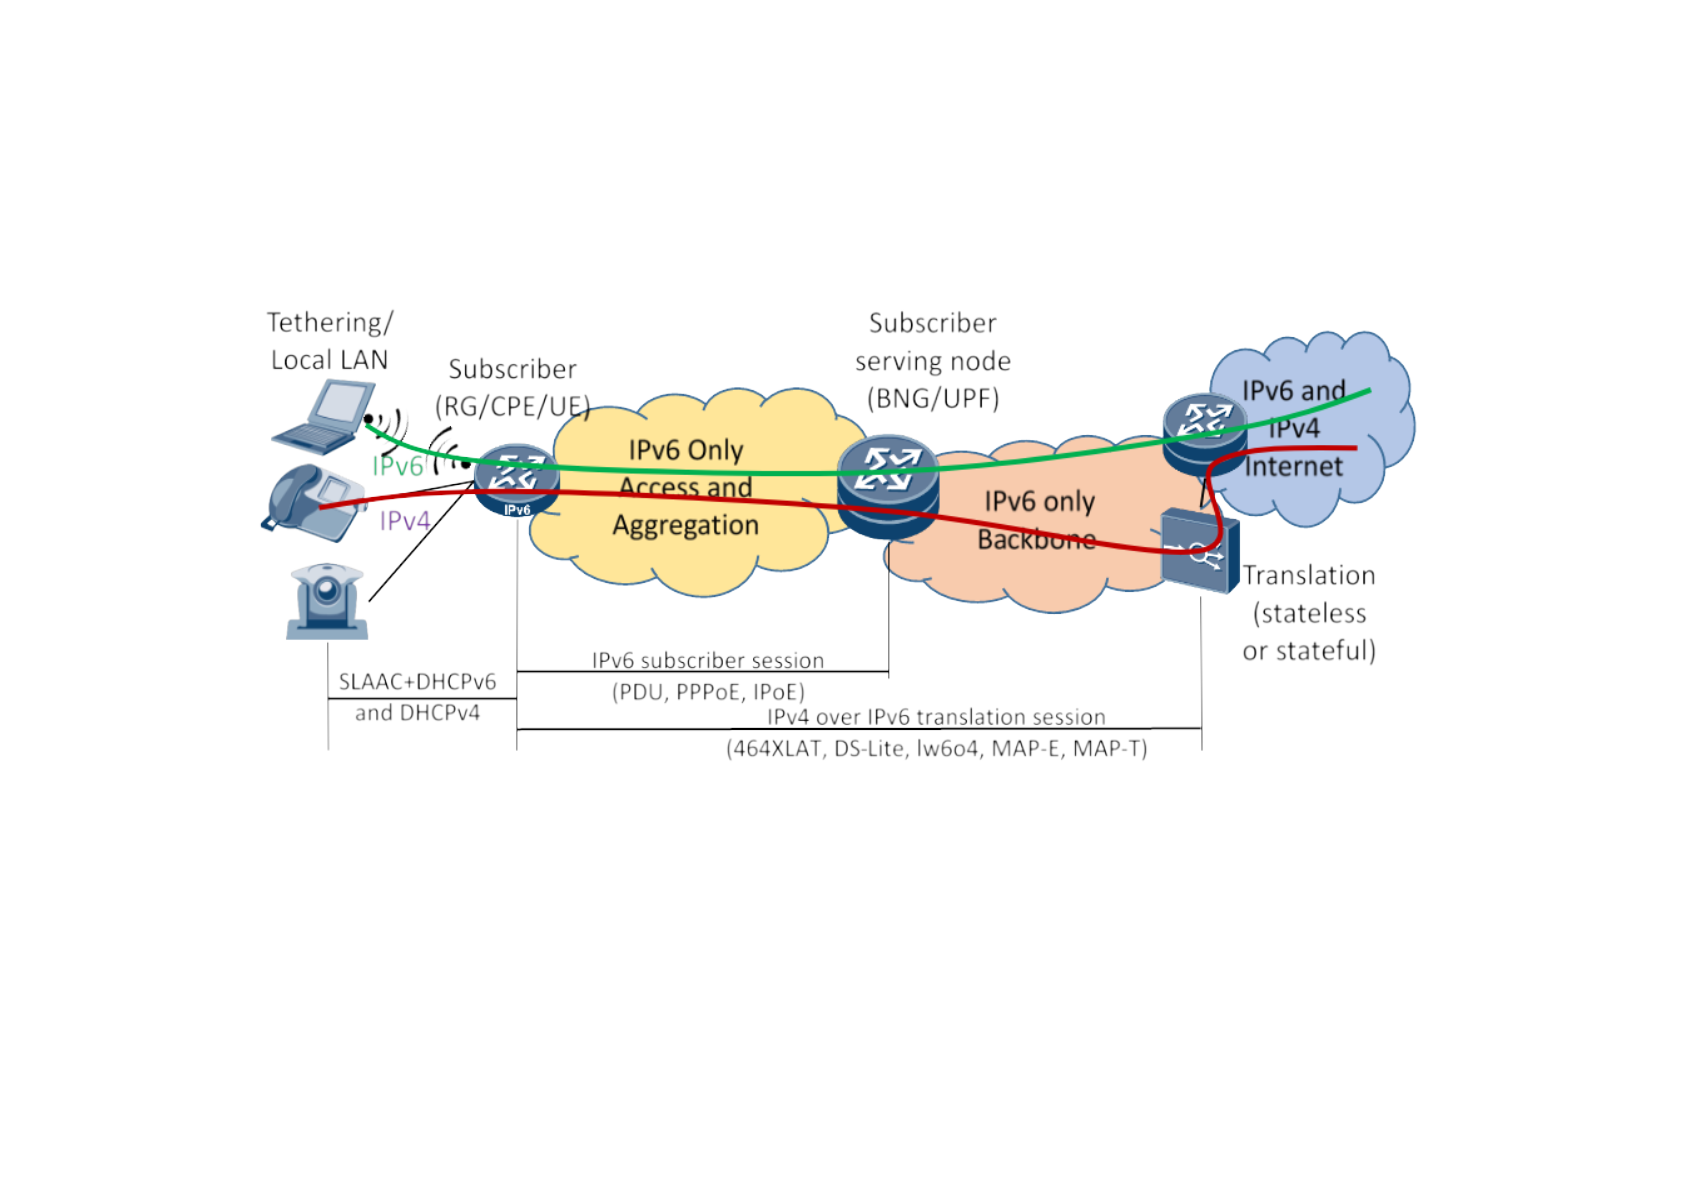 Tethering/
Local LAN
Subscriber
(RG/CPE/UE)
Subscriber
serving node
(BNG/UPF)
IPv6
IPv4
IPv6
IPv6 Only
Access and
Aggregation
IPv6 only
Backbone
IPv6 and
IPv4
Internet
Translation
(stateless
or stateful)
IPv6 subscriber session
(PDU, PPPoE, IPoE)
SLAAC+DHCPv6
and DHCPv4
IPv4 over IPv6 translation session
(464XLAT, DS-Lite, lw6o4, MAP-E, MAP-T)